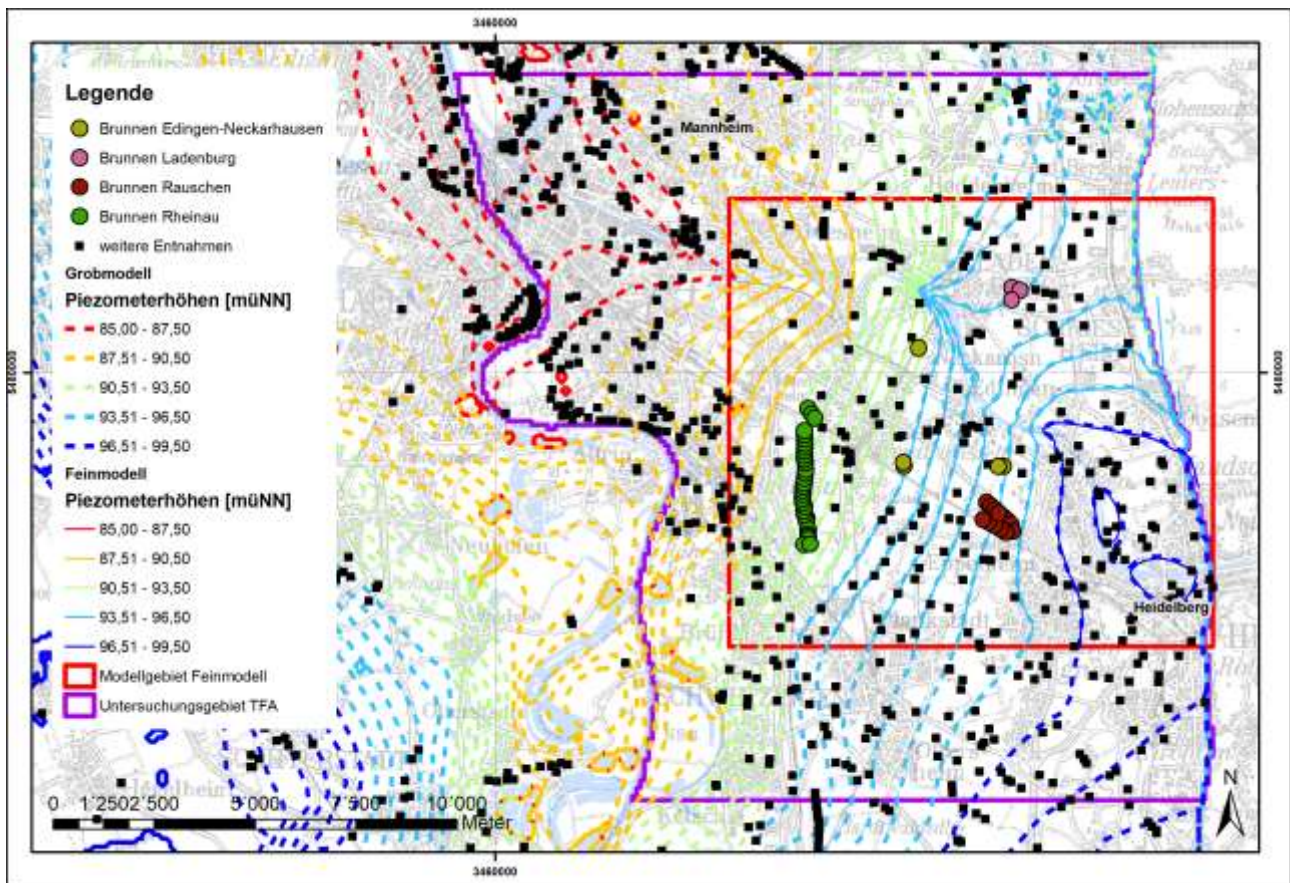 3460000
Legende
Brunnen Edingen-Neckarhausen
Brunnen Ladenburg
Brunnen Rauschen
Brunnen Rheinau
weitere Entnahmen
Grobmodell
Piezometerhöhen [müNN]
85,00 - 87,50
87,51 - 90,50
90,51 - 93,50
93,51 - 96,50
96,51 - 99,50
Feinmodell
Piezometerhöhen [müNN]
85,00 - 87,50
87,51 - 90,50
90,51 - 93,50
93,51 - 96,50
96,51 - 99,50
Modellgebiet Feinmodell
Untersuchungsgebiet TFA
Mannheim
5480000
5480000
Heidelberg
0 1'250 2'500 5'000 7'500 10'000
Meter
N
3460000